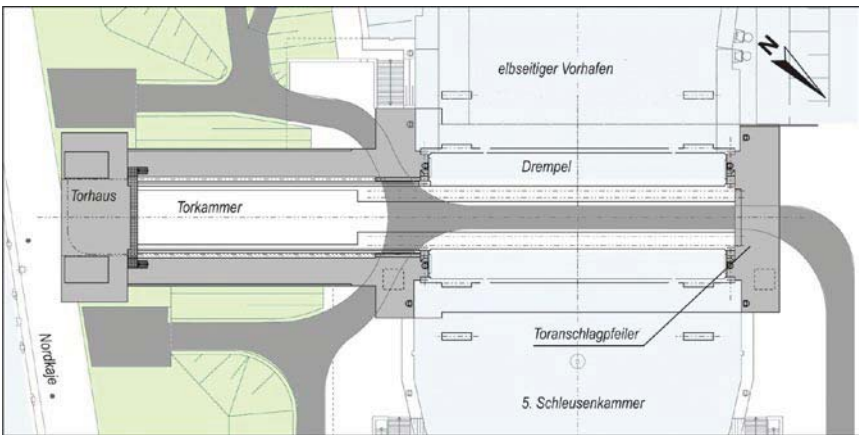 elbseitiger Vorhafen
N
Drempel
Torhaus
Torkammer
Toranschlagpfeiler
Nordkaje
5. Schleusenkammer